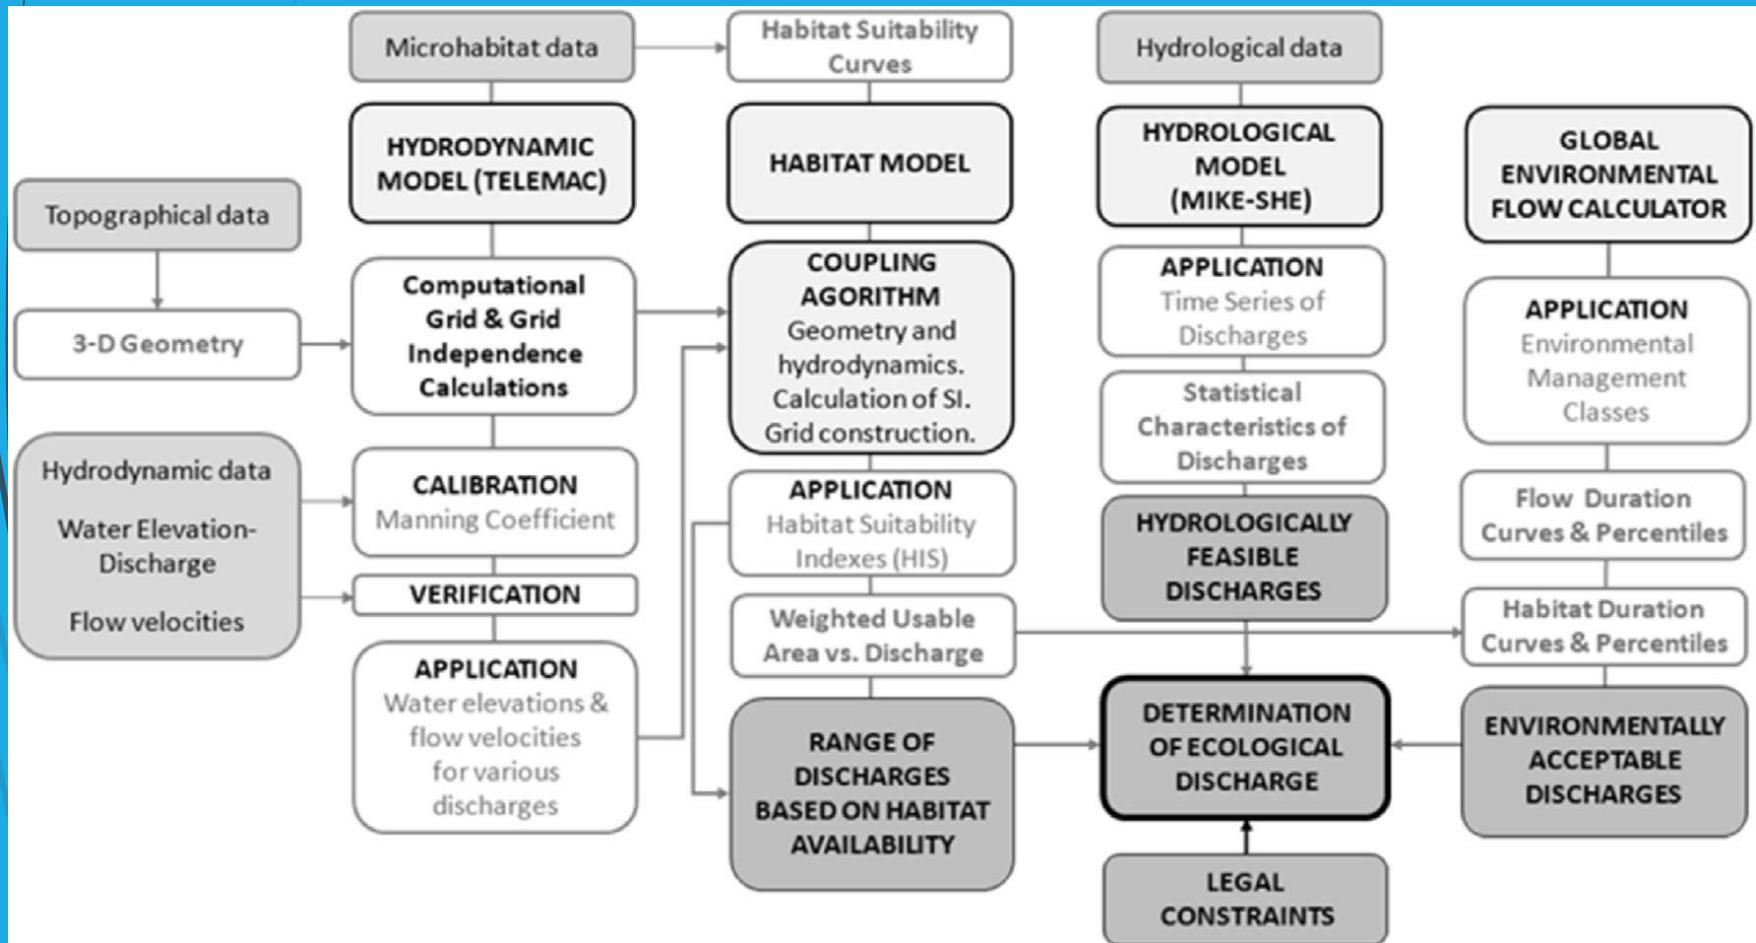 Microhabitat data
Habitat Suitability
Curves
Hydrological data
HYDRODYNAMIC
MODEL (TELEMAC)
HABITAT MODEL
HYDROLOGICAL
MODEL
(MIKE-SHE)
GLOBAL
ENVIRONMENTAL
FLOW CALCULATOR
Topographical data
3-D Geometry
Computational
Grid & Grid
Independence
Calculations
COUPLING
AGORITHM
Geometry and
hydrodynamics.
Calculation of SI.
Grid construction.
APPLICATION
Time Series of
Discharges
APPLICATION
Environmental
Management
Classes
Statistical
Characteristics of
Discharges
Hydrodynamic data
Water Elevation-
Discharge
Flow velocities
CALIBRATION
Manning Coefficient
APPLICATION
Habitat Suitability
Indexes (HIS)
HYDROLOGICALLY
FEASIBLE
DISCHARGES
Flow Duration
Curves & Percentiles
VERIFICATION
Weighted Usable
Area vs. Discharge
Habitat Duration
Curves & Percentiles
APPLICATION
Water elevations &
flow velocities
for various
discharges
RANGE OF
DISCHARGES
BASED ON HABITAT
AVAILABILITY
DETERMINATION
OF ECOLOGICAL
DISCHARGE
ENVIRONMENTALLY
ACCEPTABLE
DISCHARGES
LEGAL
CONSTRAINTS